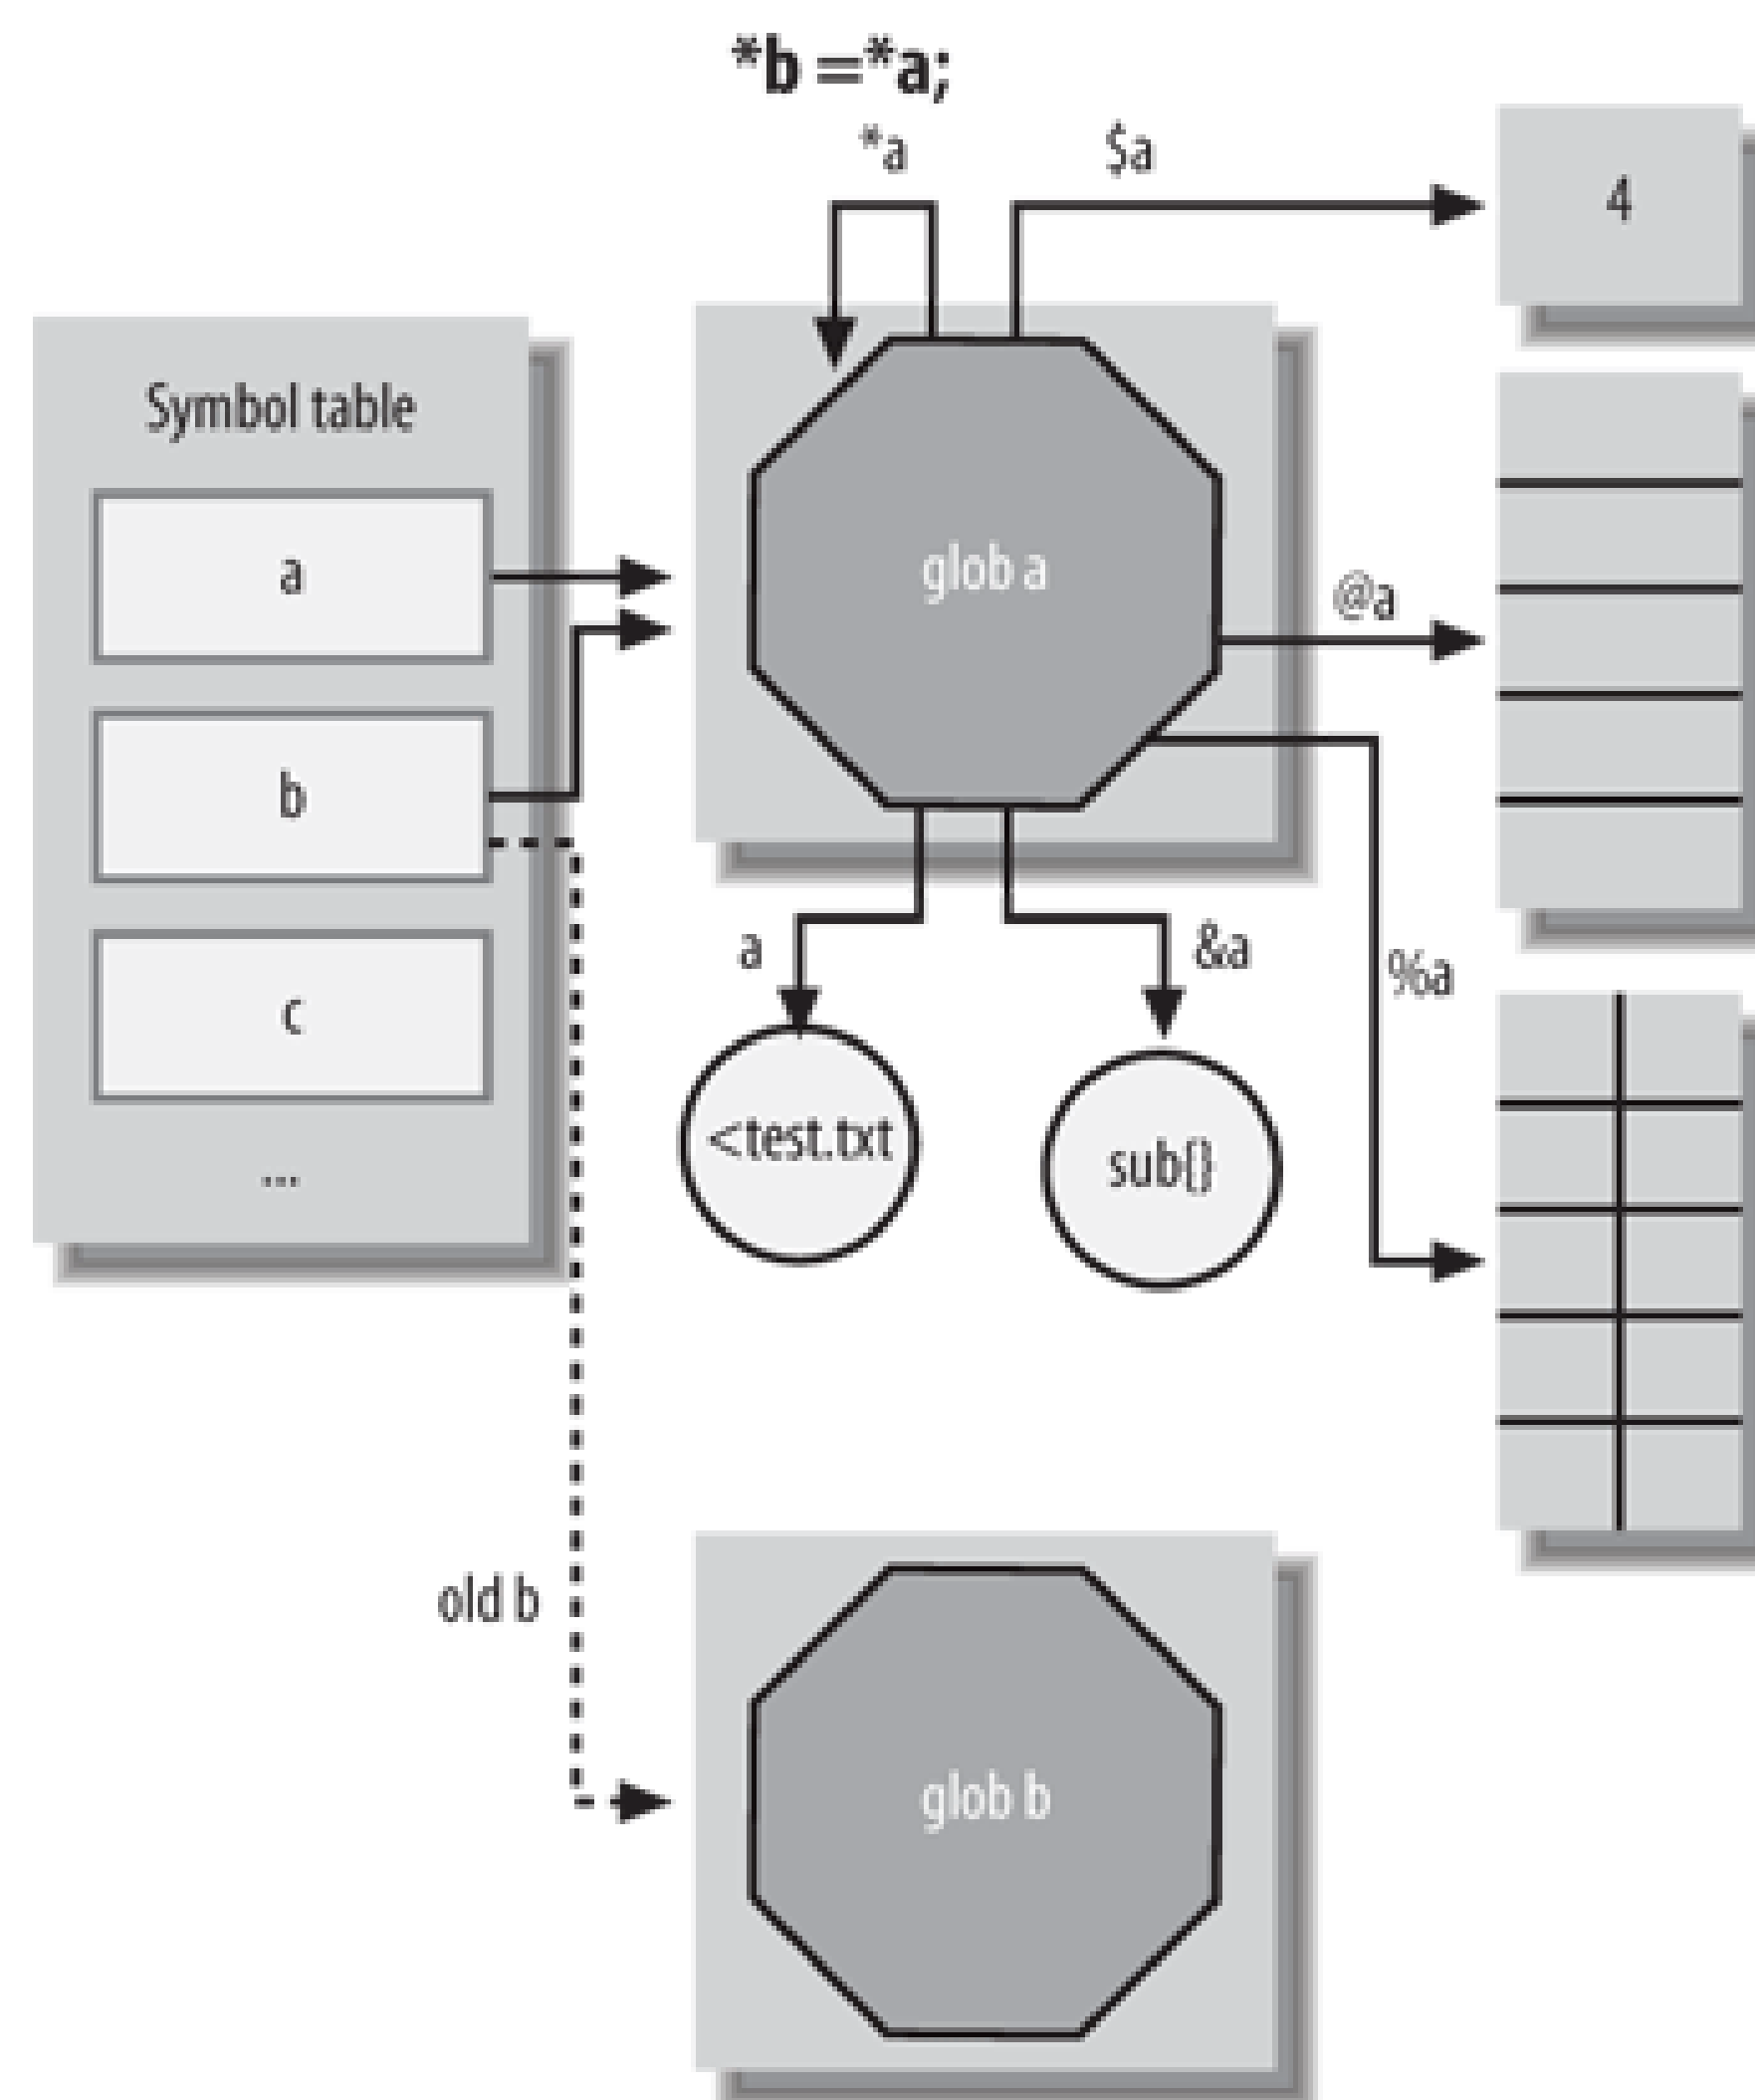 *b =*a;
*a
$a
4
Symbol table
a
glob a
@a
b
a
&a
%a
c
<test.txt
sub{}
...
old b
glob b